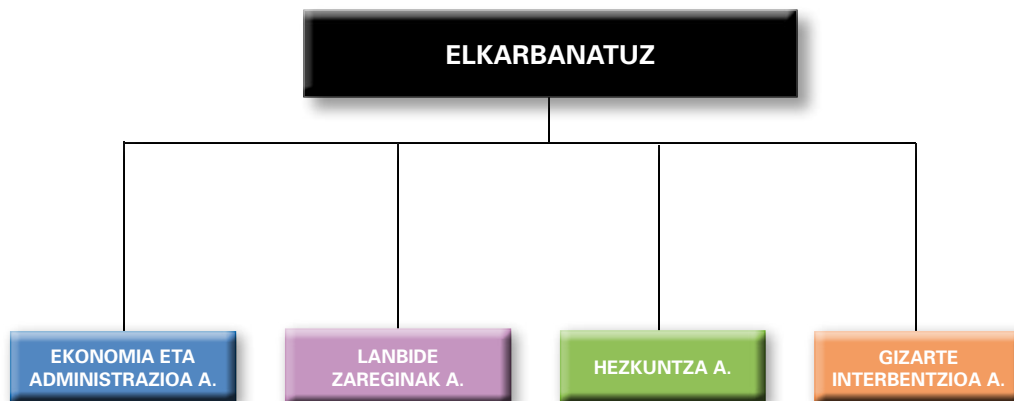 ELKARBANATUZ
EKONOMIA ETA
ADMINISTRAZIOA A.
LANBIDE
ZAREGINAK A.
HEZKUNTZA A.
GIZARTE
INTERBENTZIOA A.